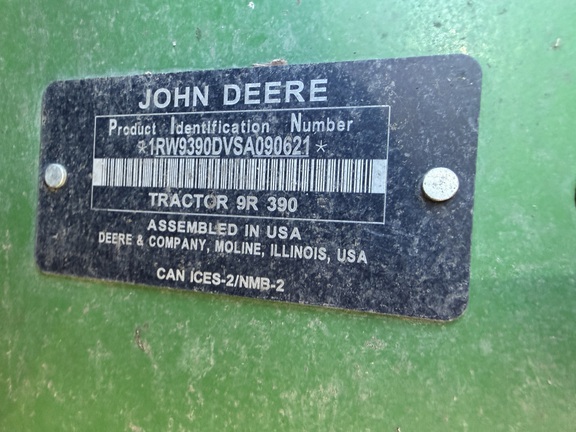 JOHN DEERE
Product Identification Number
*1RW9390DVSA090621*
TRACTOR 9R 390
ASSEMBLED IN USA
DEERE & COMPANY, MOLINE, ILLINOIS, USA
CAN ICES-2/NMB-2